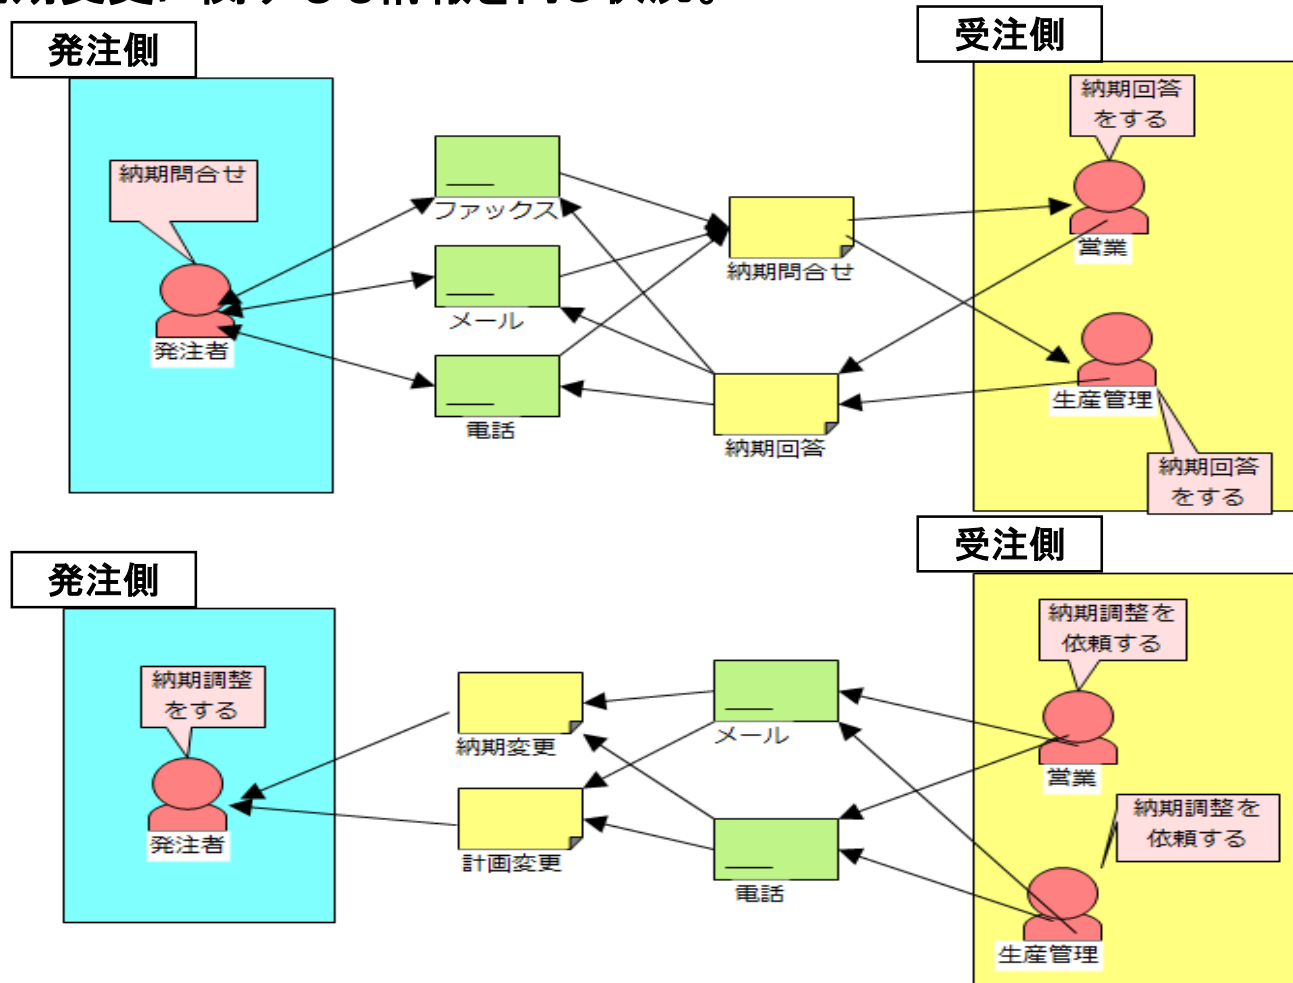 発注側
受注側
納期回答
をする
納期問合せ
ファックス
営業
納期問合せ
メール
発注者
生産管理
電話
納期回答
納期回答
をする
発注側
受注側
納期調整を
依頼する
納期調整
をする
納期変更
メール
営業
納期調整を
依頼する
発注者
計画変更
電話
生産管理